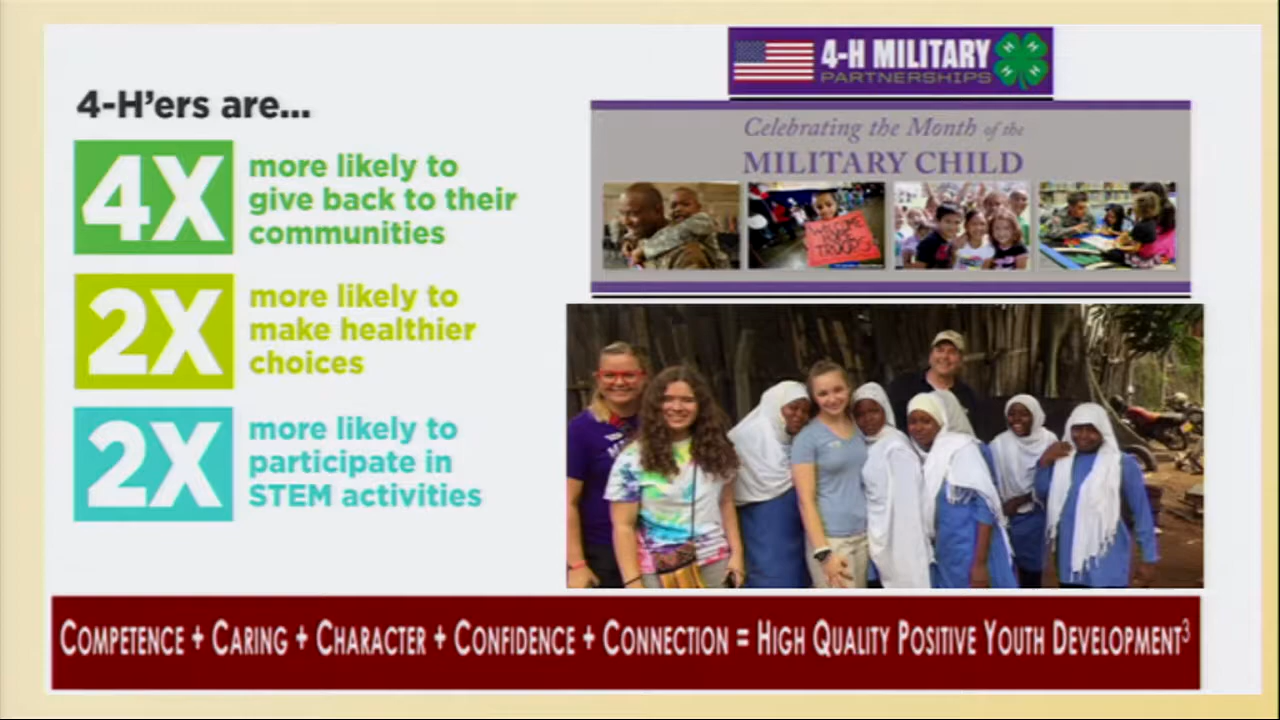 4-H'ers are...
4X
more likely to
give back to their
communities
2X
more likely to
make healthier
choices
2X
more likely to
participate in
STEM activities
4-H MILITARY
PARTNERSHIPS
H H
H H
Celebrating the Month of the
MILITARY CHILD
TROOPS
COMPETENCE + CARING + CHARACTER + CONFIDENCE + CONNECTION = HIGH QUALITY POSITIVE YOUTH DEVELOPMENT³